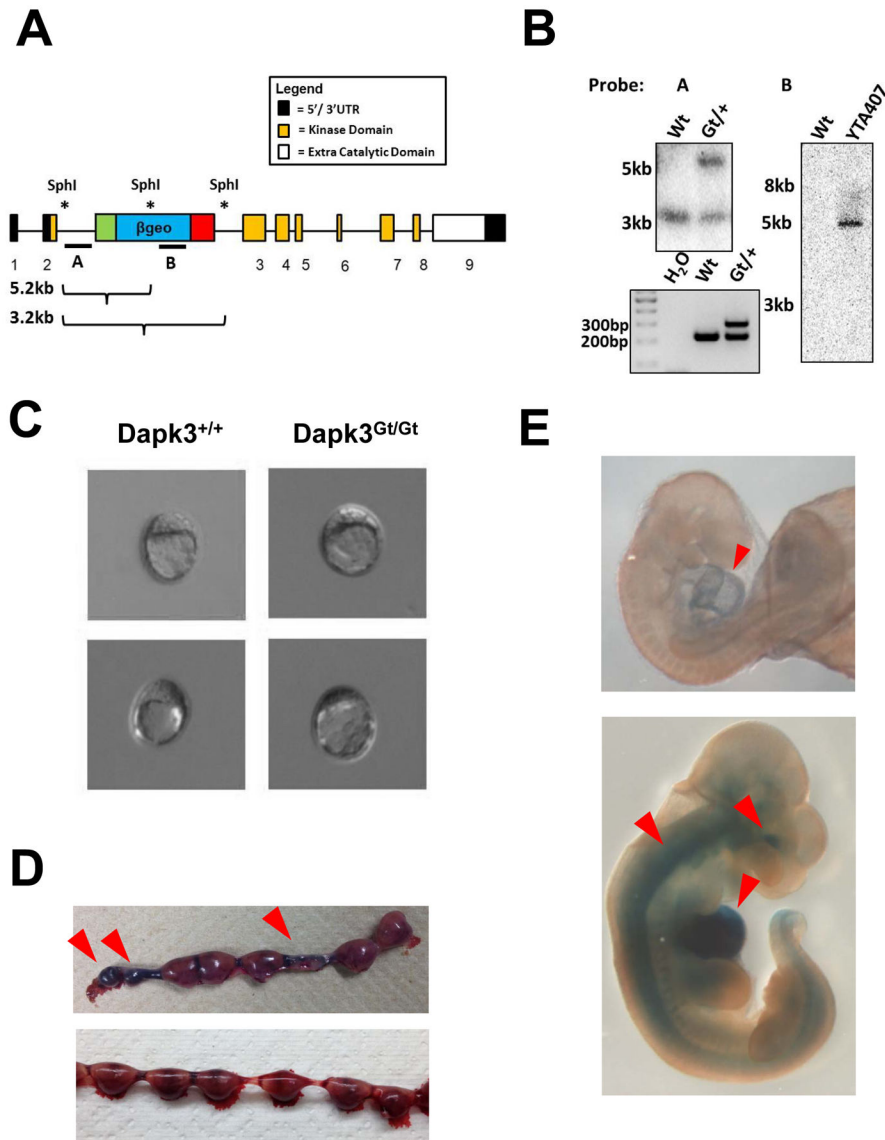 A
Legend
= 5'/ 3'UTR
= Kinase Domain
= Extra Catalytic Domain
SphI SphI SphI
* * *
βgeo
1 2 A B 3 4 5 6 7 8 9
5.2kb
3.2kb
B
Probe: A B
Wt Gt/+
5kb
3kb
H2O Wt Gt/+
300bp
200bp
Wt YTA407
8kb
5kb
3kb
C
Dapk3+/+ Dapk3Gt/Gt
D
E